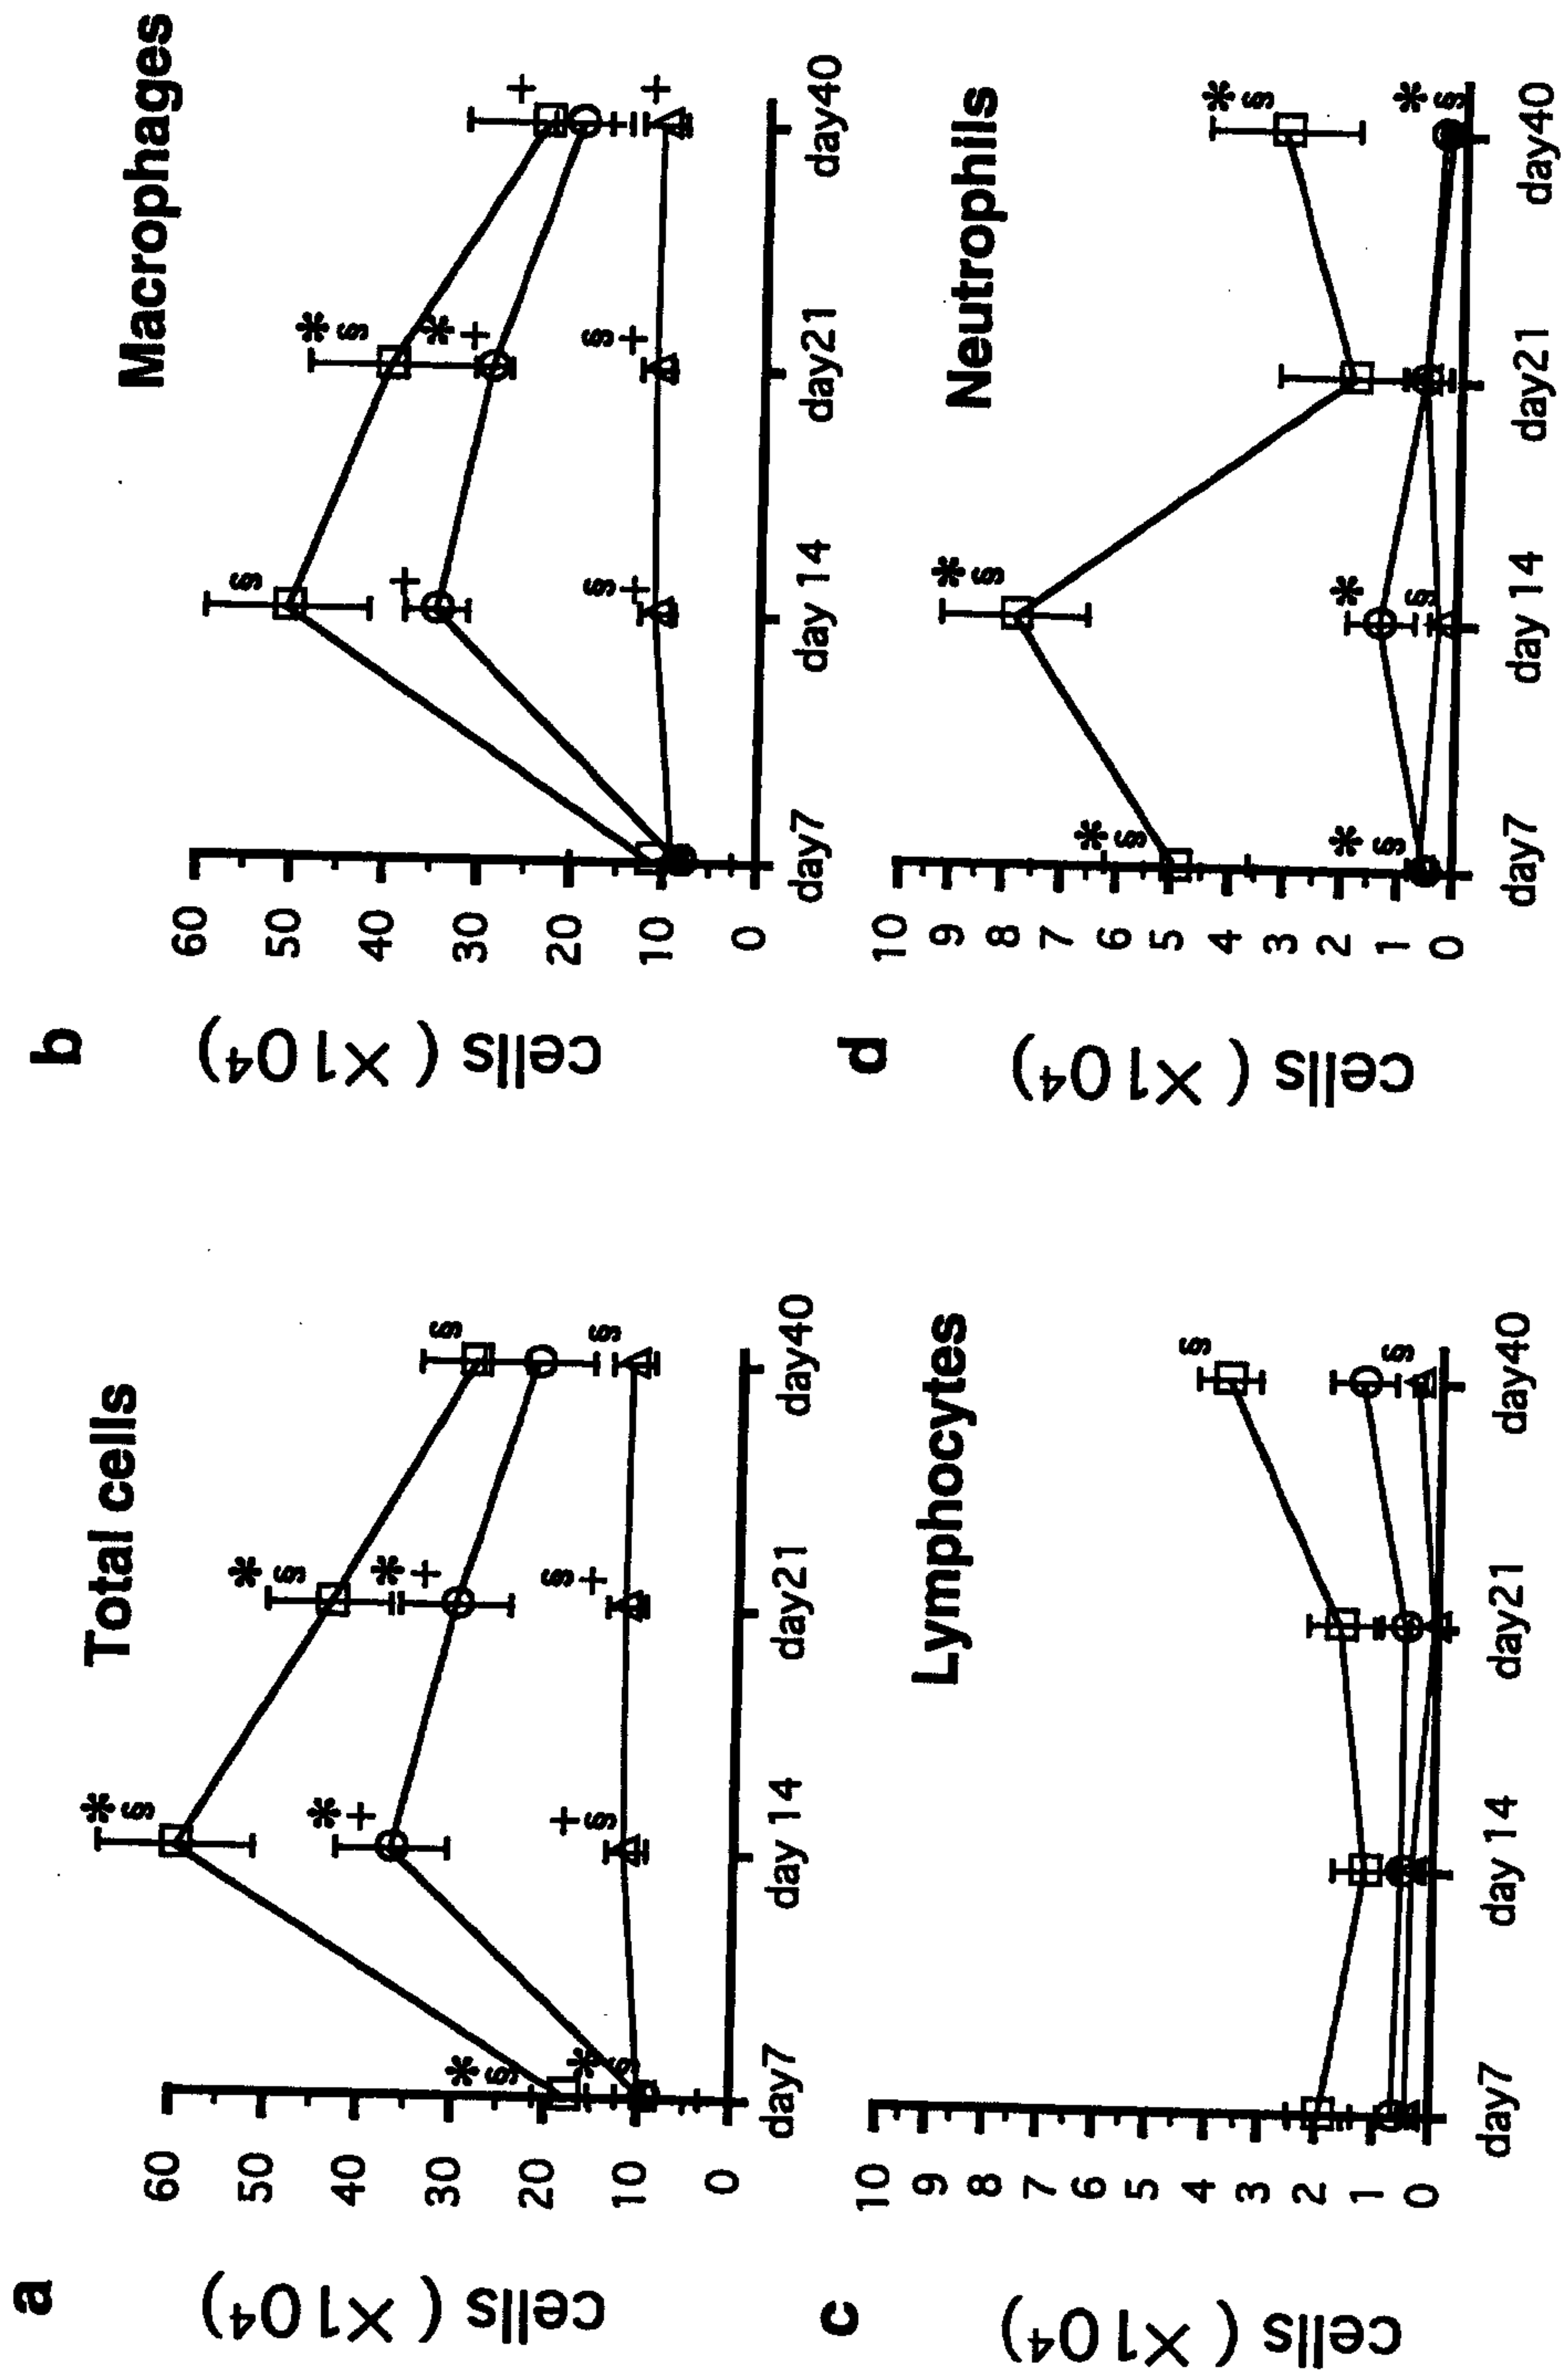 a
Total cells
cells (×10⁴)
60
50
40
30
20
10
0
* §
* §
* §
* +
+ §
* §
* +
§ +
§
§
day7
day 14
day21
day40
b
Macrophages
cells (×10⁴)
60
50
40
30
20
10
0
§
+
§ +
* §
* +
§ +
+
+
day7
day 14
day21
day40
c
Lymphocytes
cells (×10⁴)
10
9
8
7
6
5
4
3
2
1
0
§
§
day7
day 14
day21
day40
d
Neutrophils
cells (×10⁴)
10
9
8
7
6
5
4
3
2
1
0
* §
* §
* §
*
§
* §
* §
day7
day 14
day21
day40